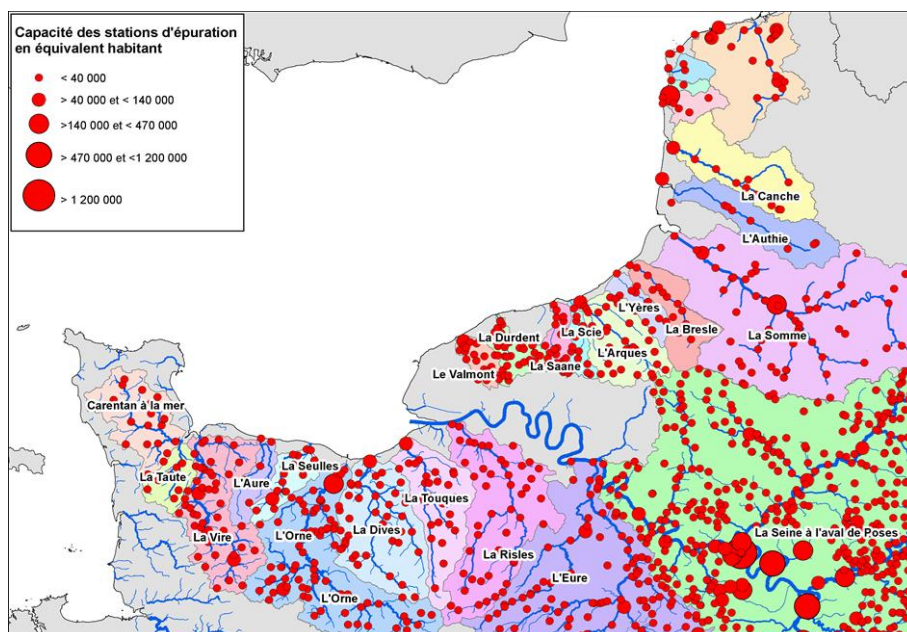 Capacité des stations d'épuration
en équivalent habitant
< 40 000
> 40 000 et < 140 000
>140 000 et < 470 000
> 470 000 et <1 200 000
> 1 200 000
La Canche
L'Authie
L'Yères
La Bresle
La Somme
La Durdent
La Scie
L'Arques
La Saane
Le Valmont
Carentan à la mer
La Taute
L'Aure
La Seulles
La Touques
La Vire
L'Orne
La Dives
La Risles
La Seine à l'aval de Poses
L'Eure
L'Orne